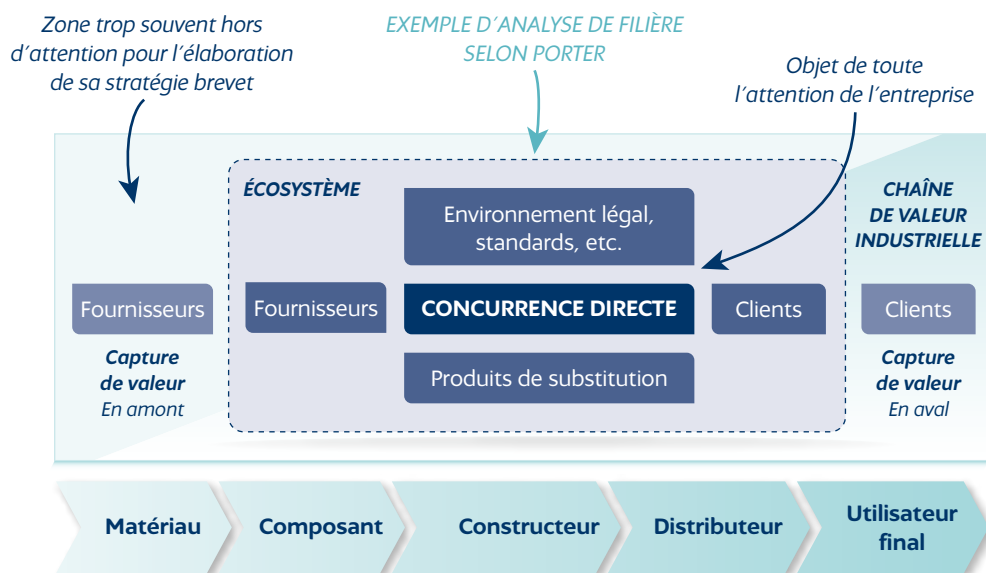 Zone trop souvent hors
d’attention pour l’élaboration
de sa stratégie brevet
EXEMPLE D’ANALYSE DE FILIÈRE
SELON PORTER
Objet de toute
l’attention de l’entreprise
ÉCOSYSTÈME
Environnement légal,
standards, etc.
CHAÎNE
DE VALEUR
INDUSTRIELLE
Fournisseurs
Fournisseurs
CONCURRENCE DIRECTE
Clients
Clients
Capture
de valeur
En amont
Produits de substitution
Capture
de valeur
En aval
Matériau
Composant
Constructeur
Distributeur
Utilisateur
final